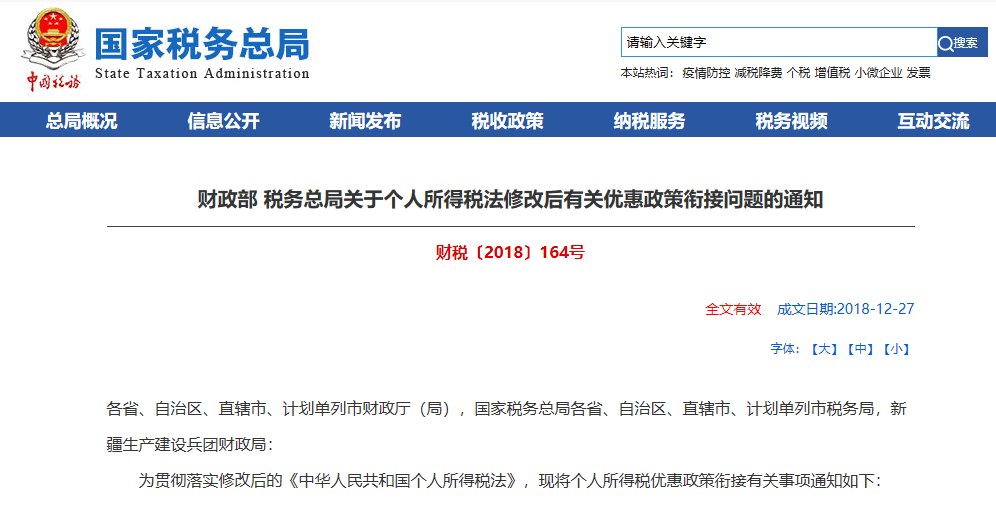 国家税务总局
State Taxation Administration
中国税务
请输入关键字
搜索
本站热词： 疫情防控 减税降费 个税 增值税 小微企业 发票
总局概况 信息公开 新闻发布 税收政策 纳税服务 税务视频 互动交流
财政部 税务总局关于个人所得税法修改后有关优惠政策衔接问题的通知
财税〔2018〕164号
全文有效 成文日期:2018-12-27
字体：【大】【中】【小】
各省、自治区、直辖市、计划单列市财政厅（局），国家税务总局各省、自治区、直辖市、计划单列市税务局，新
疆生产建设兵团财政局：
为贯彻落实修改后的《中华人民共和国个人所得税法》，现将个人所得税优惠政策衔接有关事项通知如下：